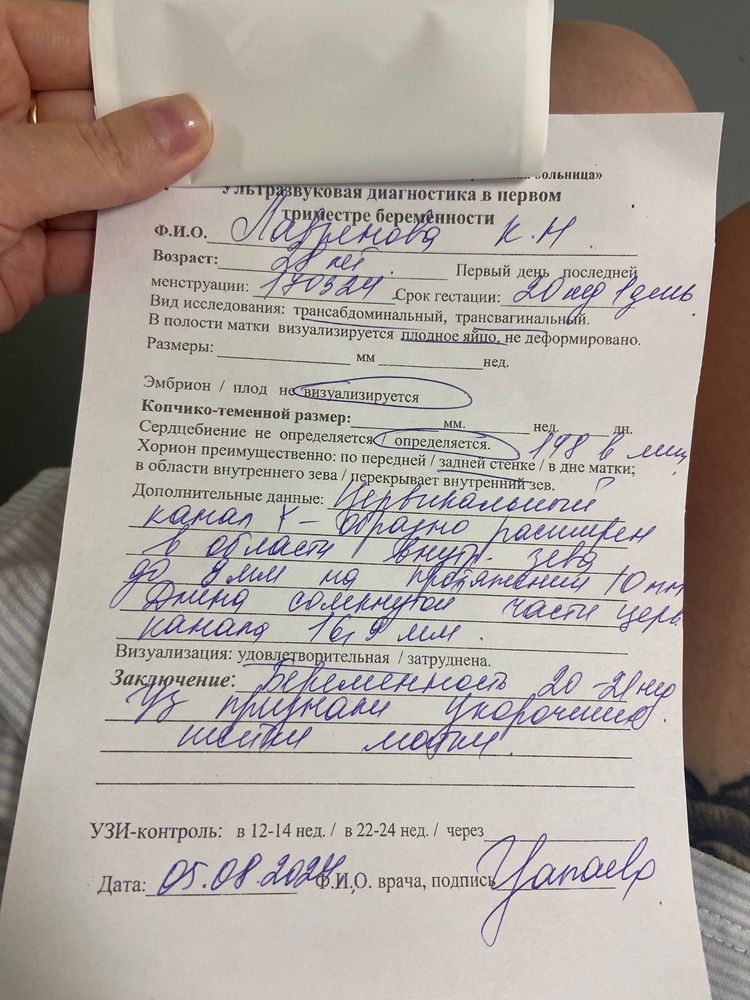 больница»
Ультразвуковая диагностика в первом
триместре беременности
Ф.И.О. К.Н
Возраст: 28 лет Первый день последней
менструации: 170324 Срок гестации: 20 нед 1 день
Вид исследования: трансабдоминальный, трансвагинальный.
В полости матки визуализируется плодное яйцо, не деформировано.
Размеры: мм нед.
Эмбрион / плод не визуализируется
Копчико-теменной размер: мм. нед. дн.
Сердцебиение не определяется / определяется. 148 в мин
Хорион преимущественно: по передней / задней стенке / в дне матки;
в области внутреннего зева / перекрывает внутренний зев.
Дополнительные данные: Цервикальный
канал Y - образно расширен
в области внутр. зева
до 9 мм на протяжении 10 мм
Длина сомкнутой части церв.
канала 16,9 мм.
Визуализация: удовлетворительная / затруднена.
Заключение: Беременность 20-21 нед.
Уз признаки укорочения
шейки матки.
УЗИ-контроль: в 12-14 нед. / в 22-24 нед. / через
Дата: 05.08.2024 Ф.И.О. врача, подпись